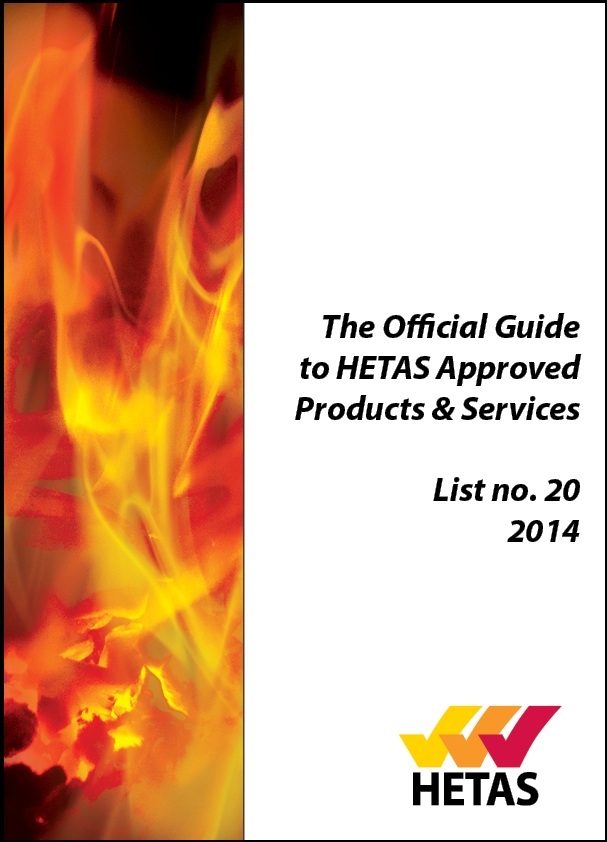 The Official Guide
to HETAS Approved
Products & Services
List no. 20
2014
HETAS